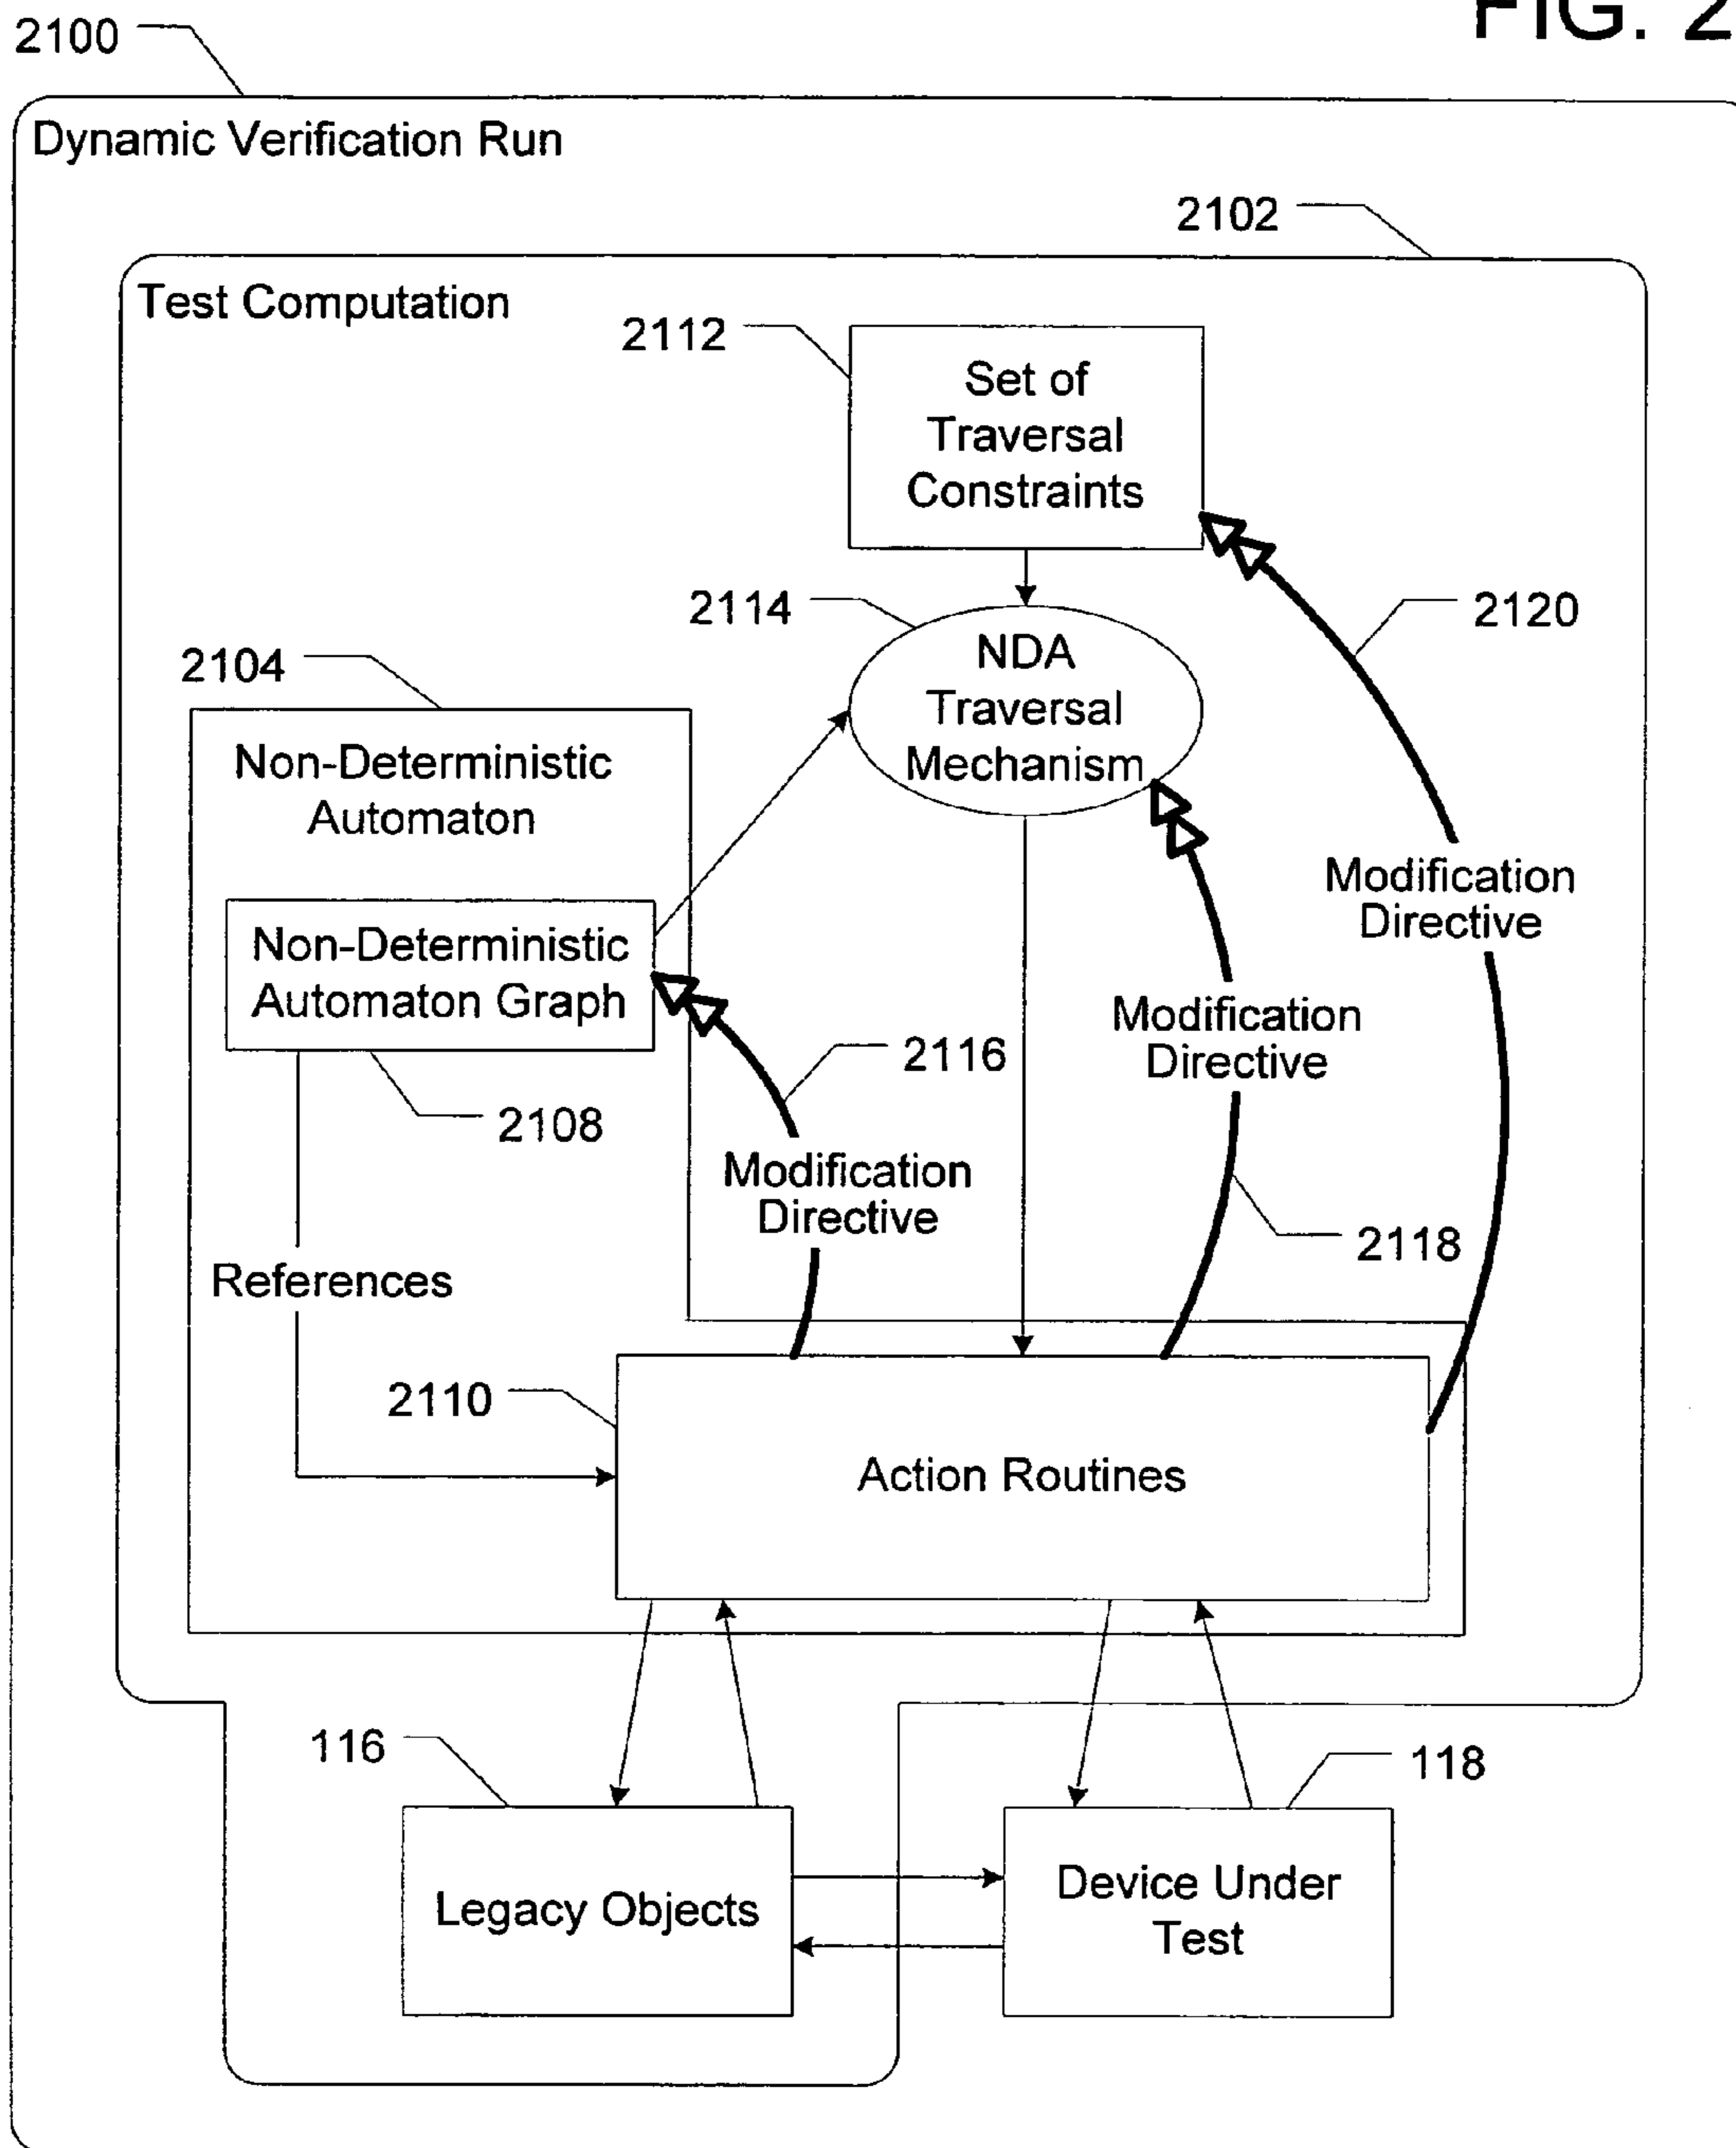 FIG. 2
2100
Dynamic Verification Run
2102
Test Computation
2112
Set of
Traversal
Constraints
2114
NDA
Traversal
Mechanism
2120
2104
Non-Deterministic
Automaton
Modification
Directive
Non-Deterministic
Automaton Graph
Modification
Directive
2116
2108
Modification
Directive
2118
References
2110
Action Routines
116
118
Legacy Objects
Device Under
Test